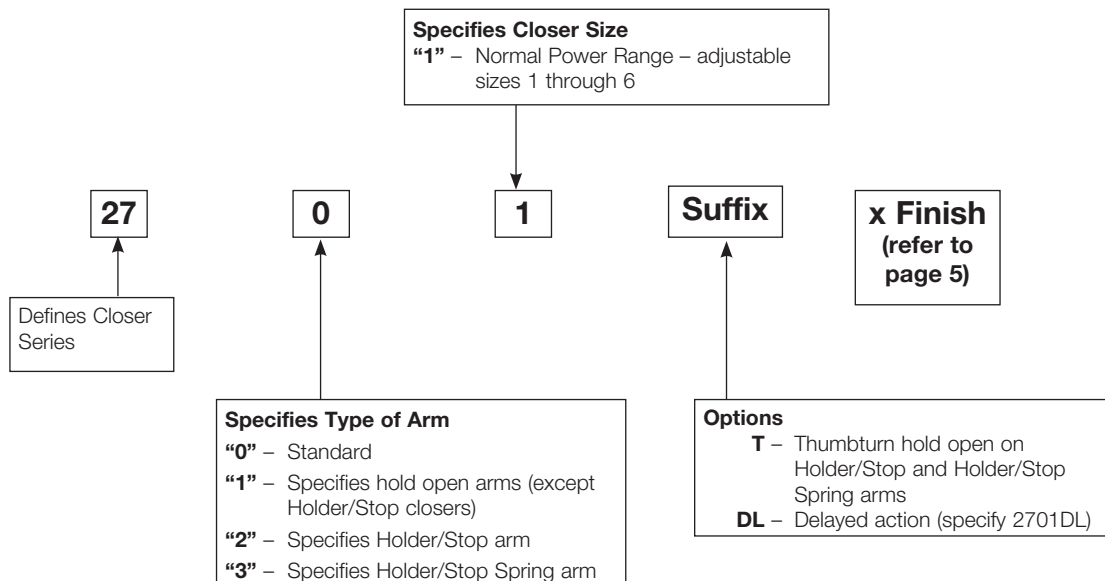 Specifies Closer Size
“1” – Normal Power Range – adjustable
sizes 1 through 6
27
0
1
Suffix
x Finish
(refer to
page 5)
Defines Closer
Series
Specifies Type of Arm
“0” – Standard
“1” – Specifies hold open arms (except
Holder/Stop closers)
“2” – Specifies Holder/Stop arm
“3” – Specifies Holder/Stop Spring arm
Options
T – Thumbturn hold open on
Holder/Stop and Holder/Stop
Spring arms
DL – Delayed action (specify 2701DL)